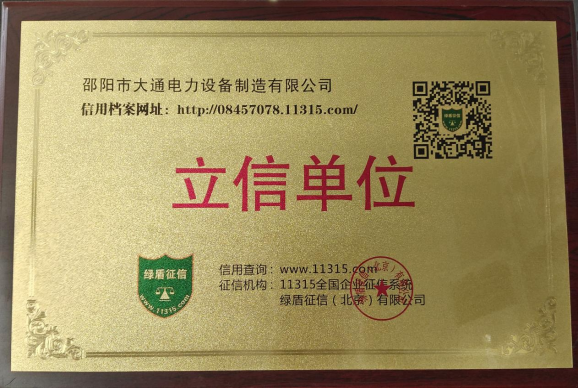 邵阳市大通电力设备制造有限公司
信用档案网址：http://08457078.11315.com/
立信单位
绿盾征信
www.11315.com
信用查询：www.11315.com
征信机构：11315全国企业征信系统
绿盾征信（北京）有限公司